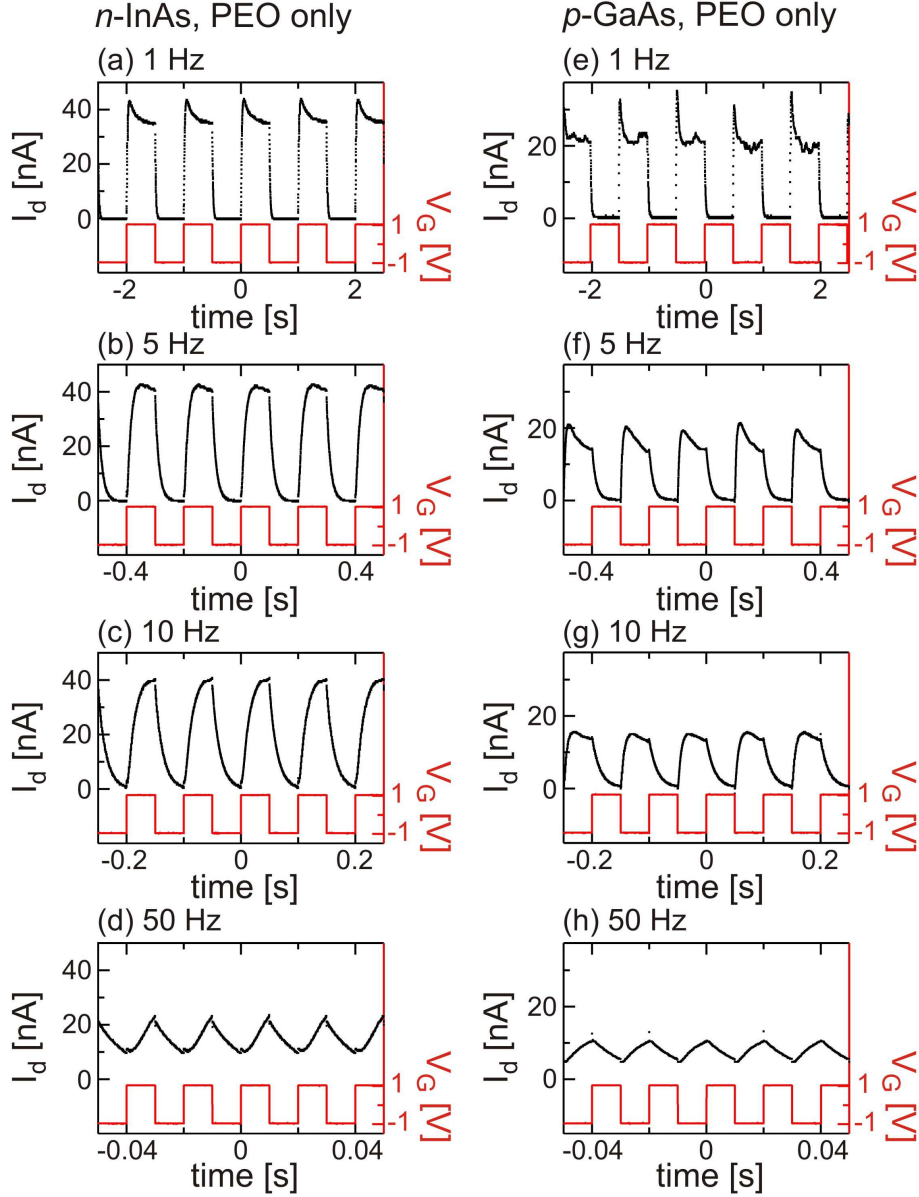 n-InAs, PEO only
(a) 1 Hz
40
20
0
I_d [nA]
1
-1
V_G [V]
-2
0
2
time [s]
(b) 5 Hz
40
20
0
I_d [nA]
1
-1
V_G [V]
-0.4
0
0.4
time [s]
(c) 10 Hz
40
20
0
I_d [nA]
1
-1
V_G [V]
-0.2
0
0.2
time [s]
(d) 50 Hz
40
20
0
I_d [nA]
1
-1
V_G [V]
-0.04
0
0.04
time [s]
p-GaAs, PEO only
(e) 1 Hz
20
0
I_d [nA]
1
-1
V_G [V]
-2
0
2
time [s]
(f) 5 Hz
20
0
I_d [nA]
1
-1
V_G [V]
-0.4
0
0.4
time [s]
(g) 10 Hz
20
0
I_d [nA]
1
-1
V_G [V]
-0.2
0
0.2
time [s]
(h) 50 Hz
20
0
I_d [nA]
1
-1
V_G [V]
-0.04
0
0.04
time [s]